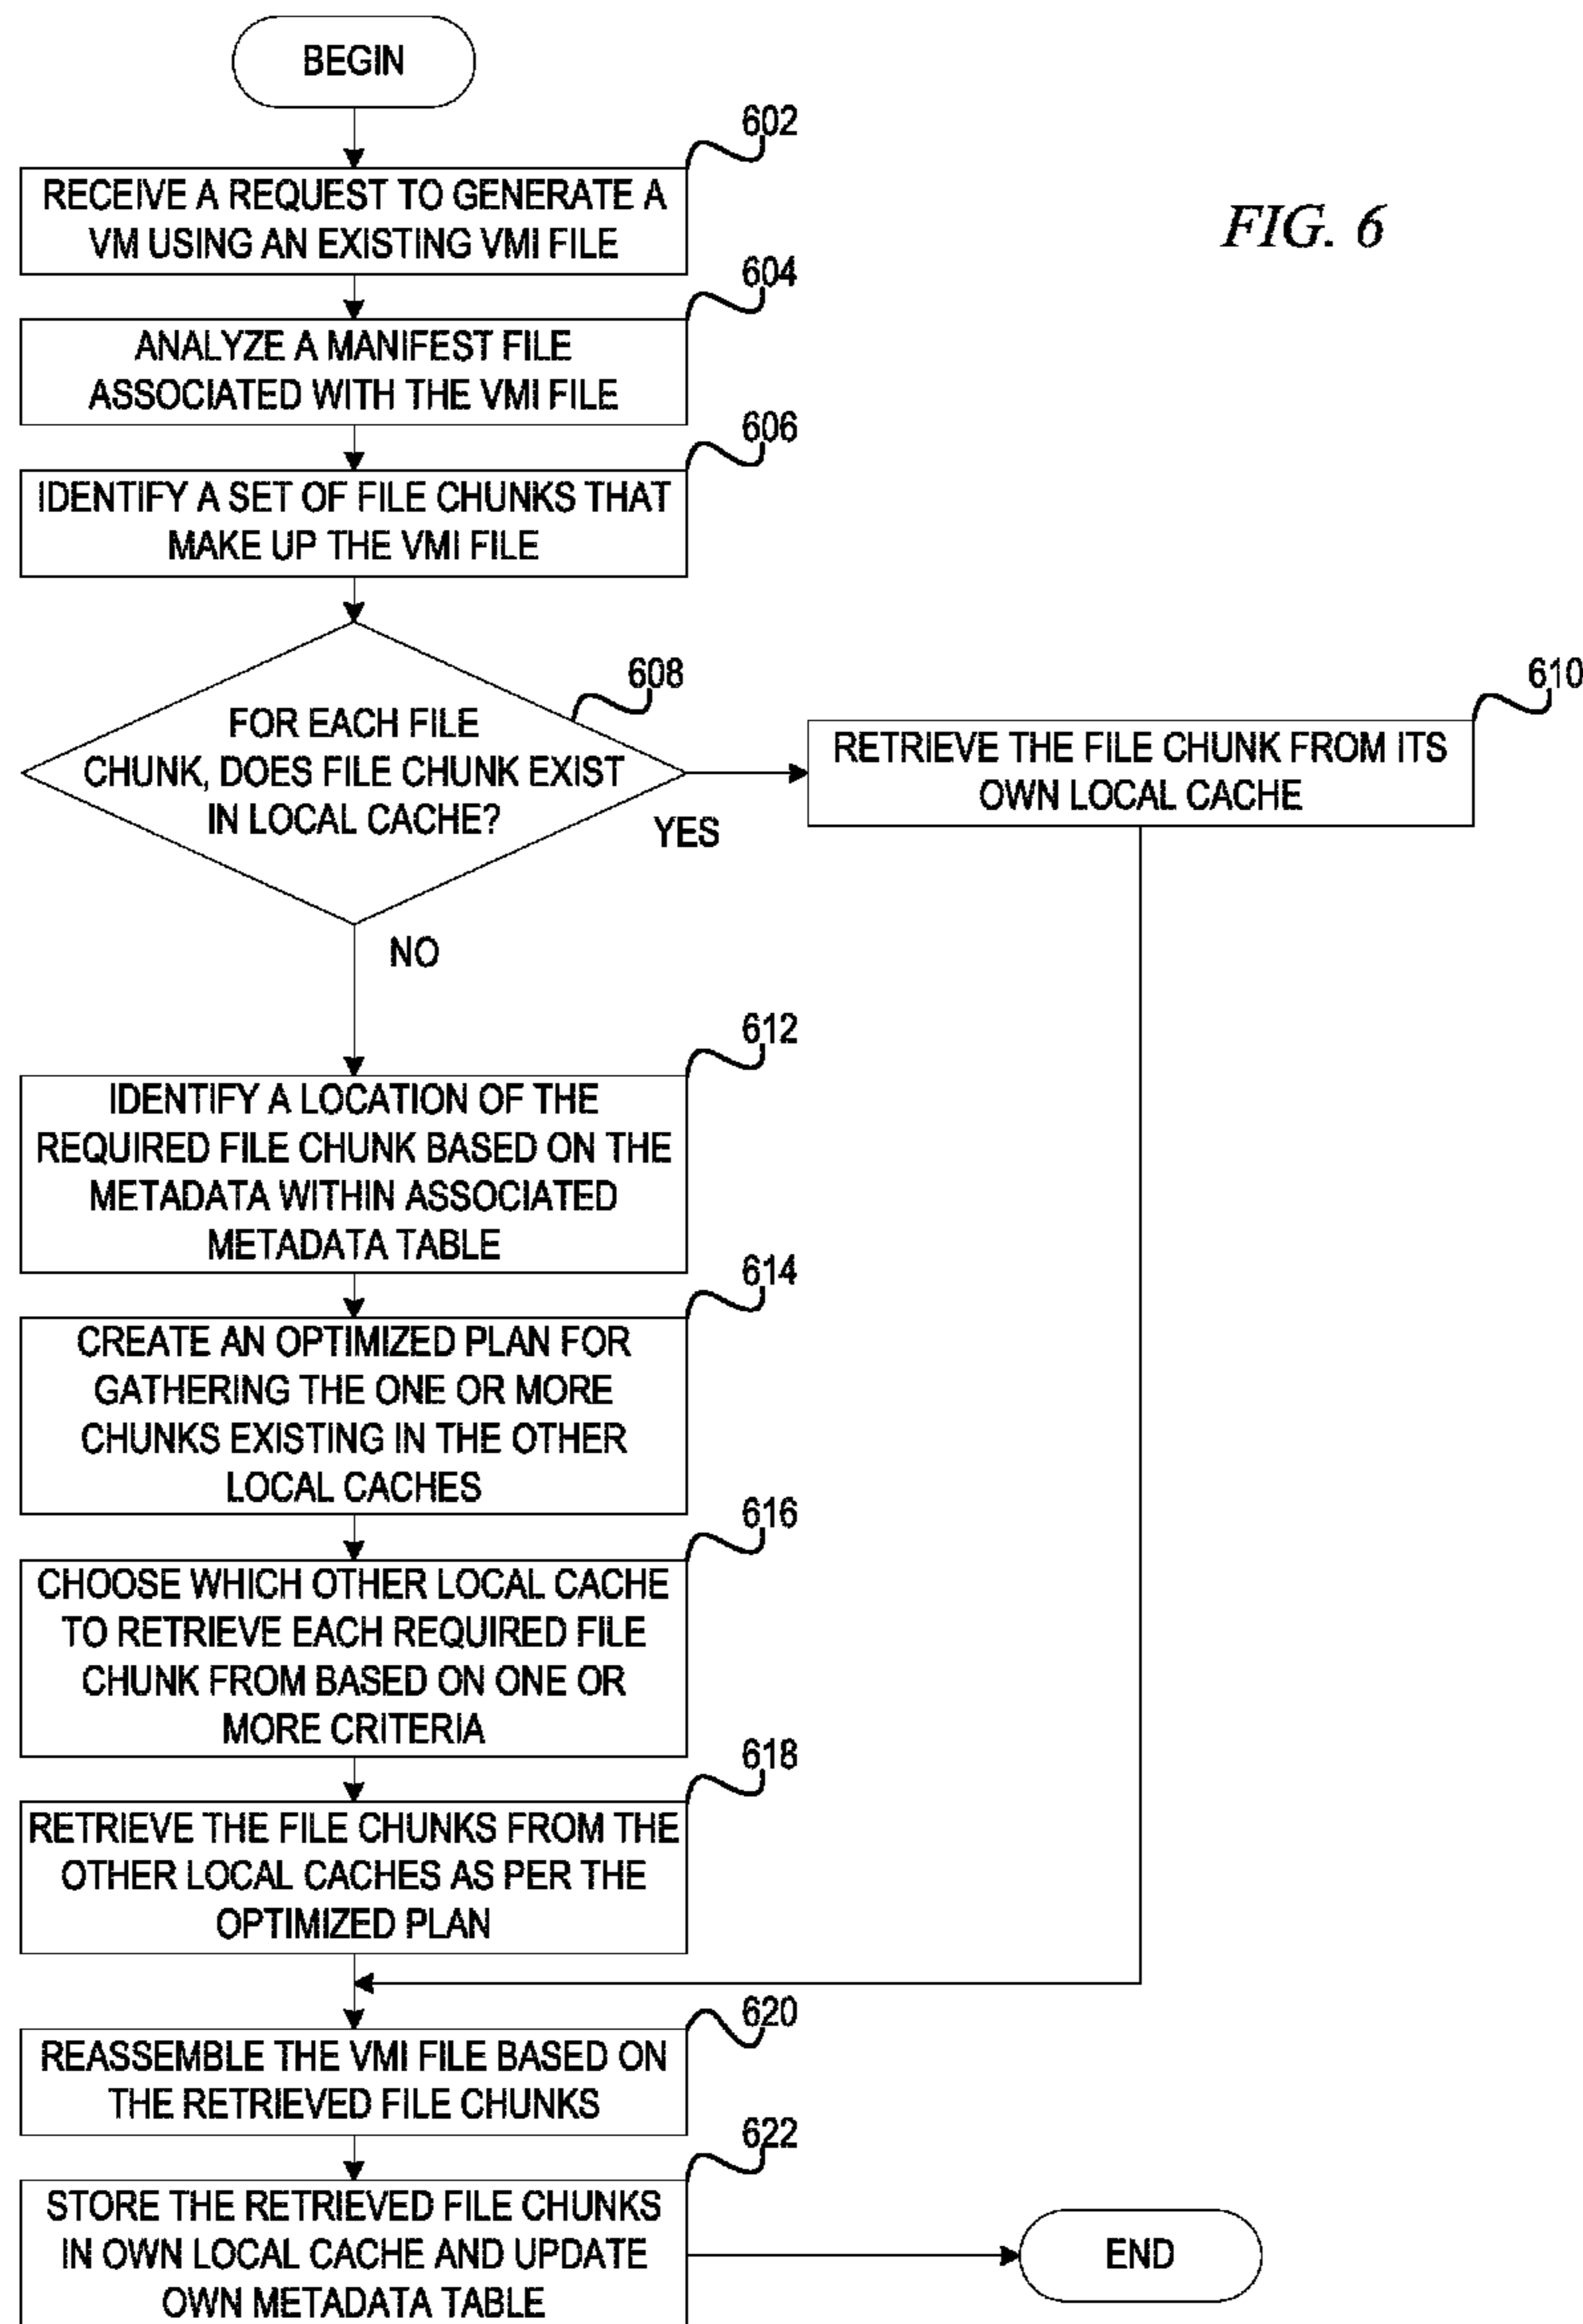 BEGIN
602
RECEIVE A REQUEST TO GENERATE A
VM USING AN EXISTING VMI FILE
FIG. 6
604
ANALYZE A MANIFEST FILE
ASSOCIATED WITH THE VMI FILE
606
IDENTIFY A SET OF FILE CHUNKS THAT
MAKE UP THE VMI FILE
608
FOR EACH FILE
CHUNK, DOES FILE CHUNK EXIST
IN LOCAL CACHE?
YES
610
RETRIEVE THE FILE CHUNK FROM ITS
OWN LOCAL CACHE
NO
612
IDENTIFY A LOCATION OF THE
REQUIRED FILE CHUNK BASED ON THE
METADATA WITHIN ASSOCIATED
METADATA TABLE
614
CREATE AN OPTIMIZED PLAN FOR
GATHERING THE ONE OR MORE
CHUNKS EXISTING IN THE OTHER
LOCAL CACHES
616
CHOOSE WHICH OTHER LOCAL CACHE
TO RETRIEVE EACH REQUIRED FILE
CHUNK FROM BASED ON ONE OR
MORE CRITERIA
618
RETRIEVE THE FILE CHUNKS FROM THE
OTHER LOCAL CACHES AS PER THE
OPTIMIZED PLAN
620
REASSEMBLE THE VMI FILE BASED ON
THE RETRIEVED FILE CHUNKS
622
STORE THE RETRIEVED FILE CHUNKS
IN OWN LOCAL CACHE AND UPDATE
OWN METADATA TABLE
END